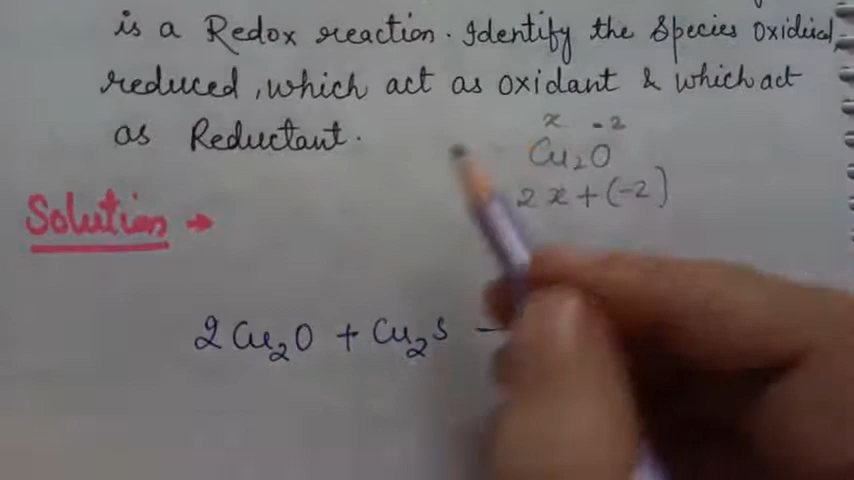 is a Redox reaction. Identify the Species Oxidised,
reduced, which act as oxidant & which act
as Reductant.
x -2
Cu₂O
2x+(-2)
Solution →
2Cu₂O + Cu₂S -